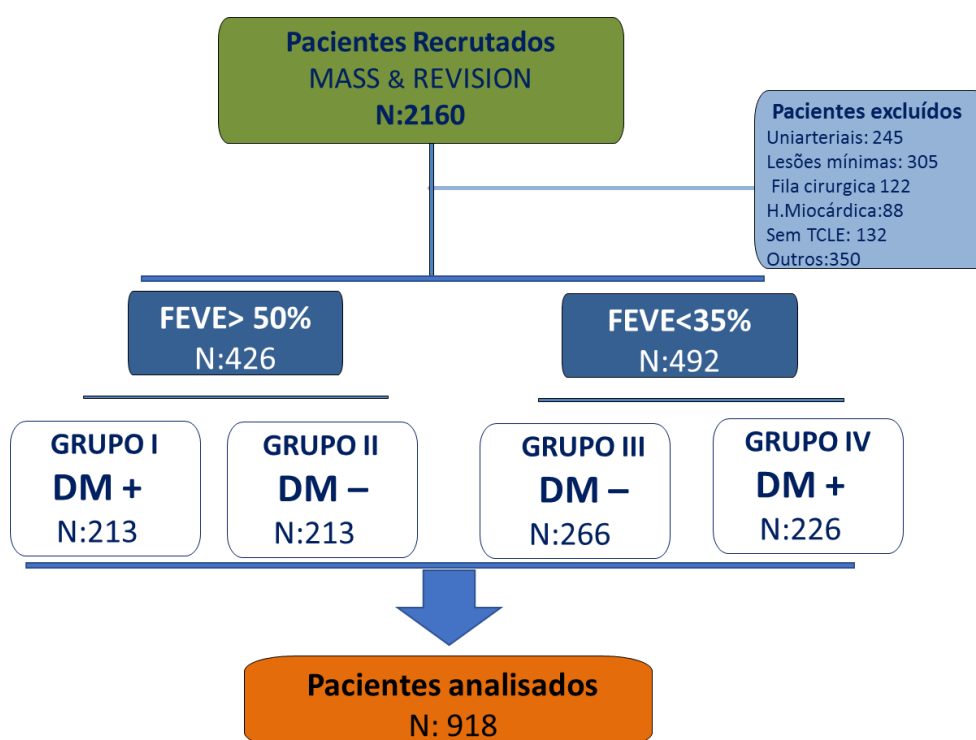 Pacientes Recrutados
MASS & REVISION
N:2160
Pacientes excluídos
Uniarteriais: 245
Lesões mínimas: 305
Fila cirurgica 122
H.Miocárdica:88
Sem TCLE: 132
Outros:350
FEVE> 50%
N:426
FEVE<35%
N:492
GRUPO I
DM +
N:213
GRUPO II
DM –
N:213
GRUPO III
DM –
N:266
GRUPO IV
DM +
N:226
Pacientes analisados
N: 918